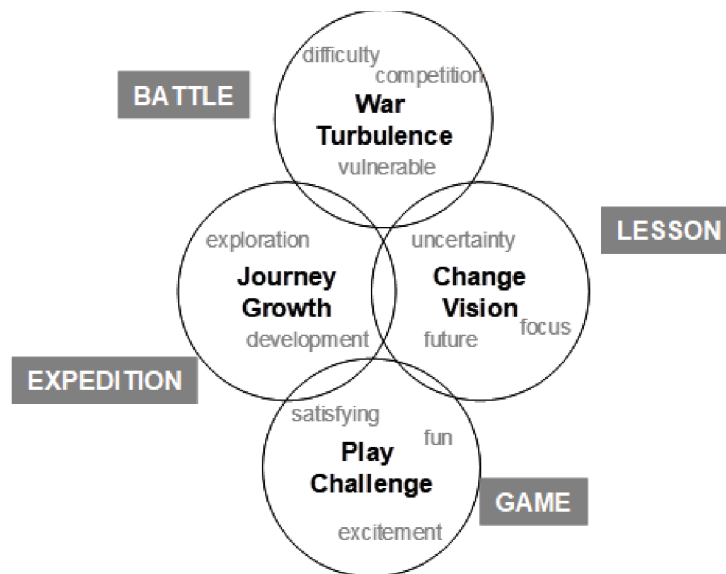 difficulty
competition
BATTLE
War
Turbulence
vulnerable
LESSON
exploration
uncertainty
Journey
Growth
Change
Vision
focus
development
future
EXPEDITION
satisfying
fun
Play
Challenge
GAME
excitement